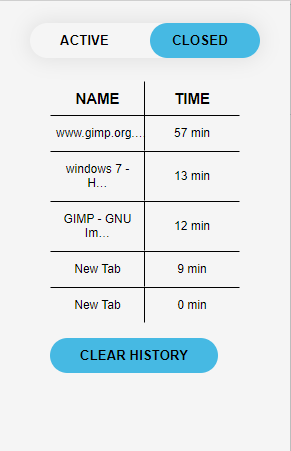 ACTIVE CLOSED
NAME TIME
www.gimp.org... 57 min
windows 7 -
H... 13 min
GIMP - GNU
Im... 12 min
New Tab 9 min
New Tab 0 min
CLEAR HISTORY